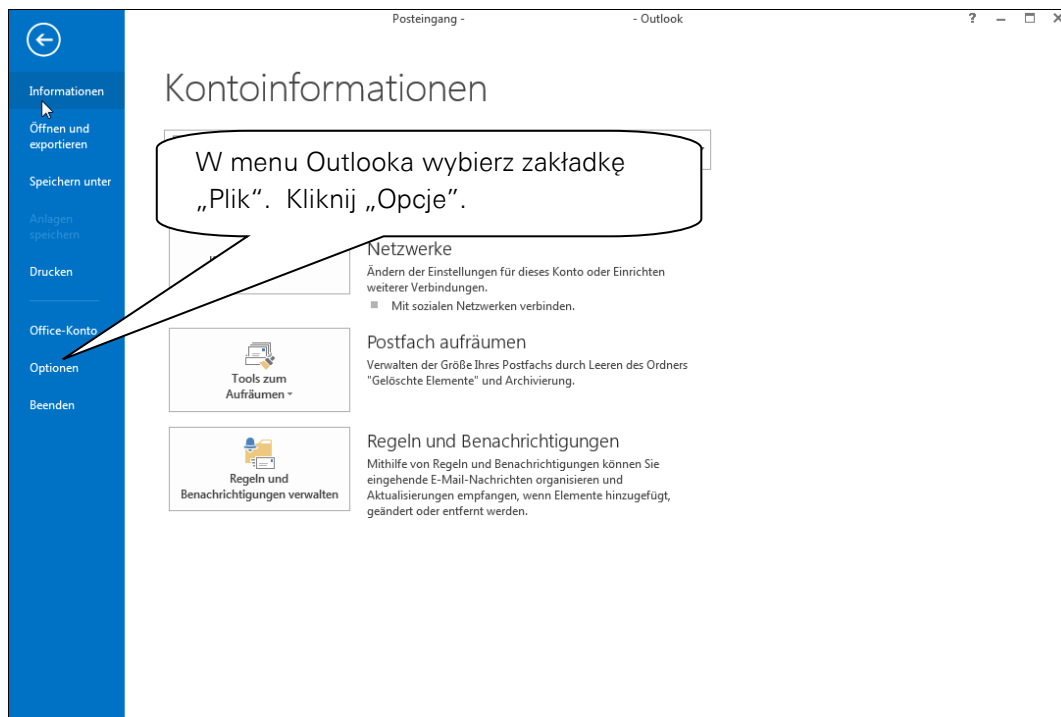 Posteingang - - Outlook
?
Informationen
Öffnen und
exportieren
Speichern unter
Anlagen
speichern
Drucken
Office-Konto
Optionen
Beenden
Kontoinformationen
W menu Outlooka wybierz zakładkę
„Plik“. Kliknij „Opcje”.
Netzwerke
Ändern der Einstellungen für dieses Konto oder Einrichten
weiterer Verbindungen.
Mit sozialen Netzwerken verbinden.
Tools zum
Aufräumen
Postfach aufräumen
Verwalten der Größe Ihres Postfachs durch Leeren des Ordners
"Gelöschte Elemente" und Archivierung.
Regeln und
Benachrichtigungen verwalten
Regeln und Benachrichtigungen
Mithilfe von Regeln und Benachrichtigungen können Sie
eingehende E-Mail-Nachrichten organisieren und
Aktualisierungen empfangen, wenn Elemente hinzugefügt,
geändert oder entfernt werden.